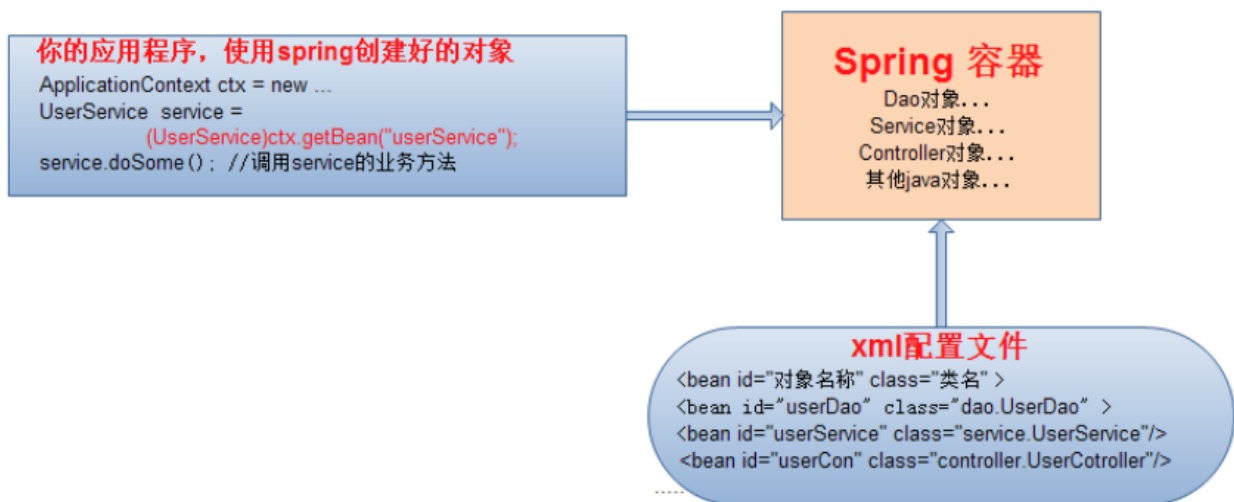 你的应用程序，使用spring创建好的对象
ApplicationContext ctx = new ...
UserService service =
(UserService)ctx.getBean("userService");
service.doSome(); //调用service的业务方法
Spring 容器
Dao对象...
Service对象...
Controller对象...
其他java对象...
xml配置文件
<bean id="对象名称" class="类名" >
<bean id="userDao" class="dao.UserDao" >
<bean id="userService" class="service.UserService"/>
<bean id="userCon" class="controller.UserCotroller"/>
.....